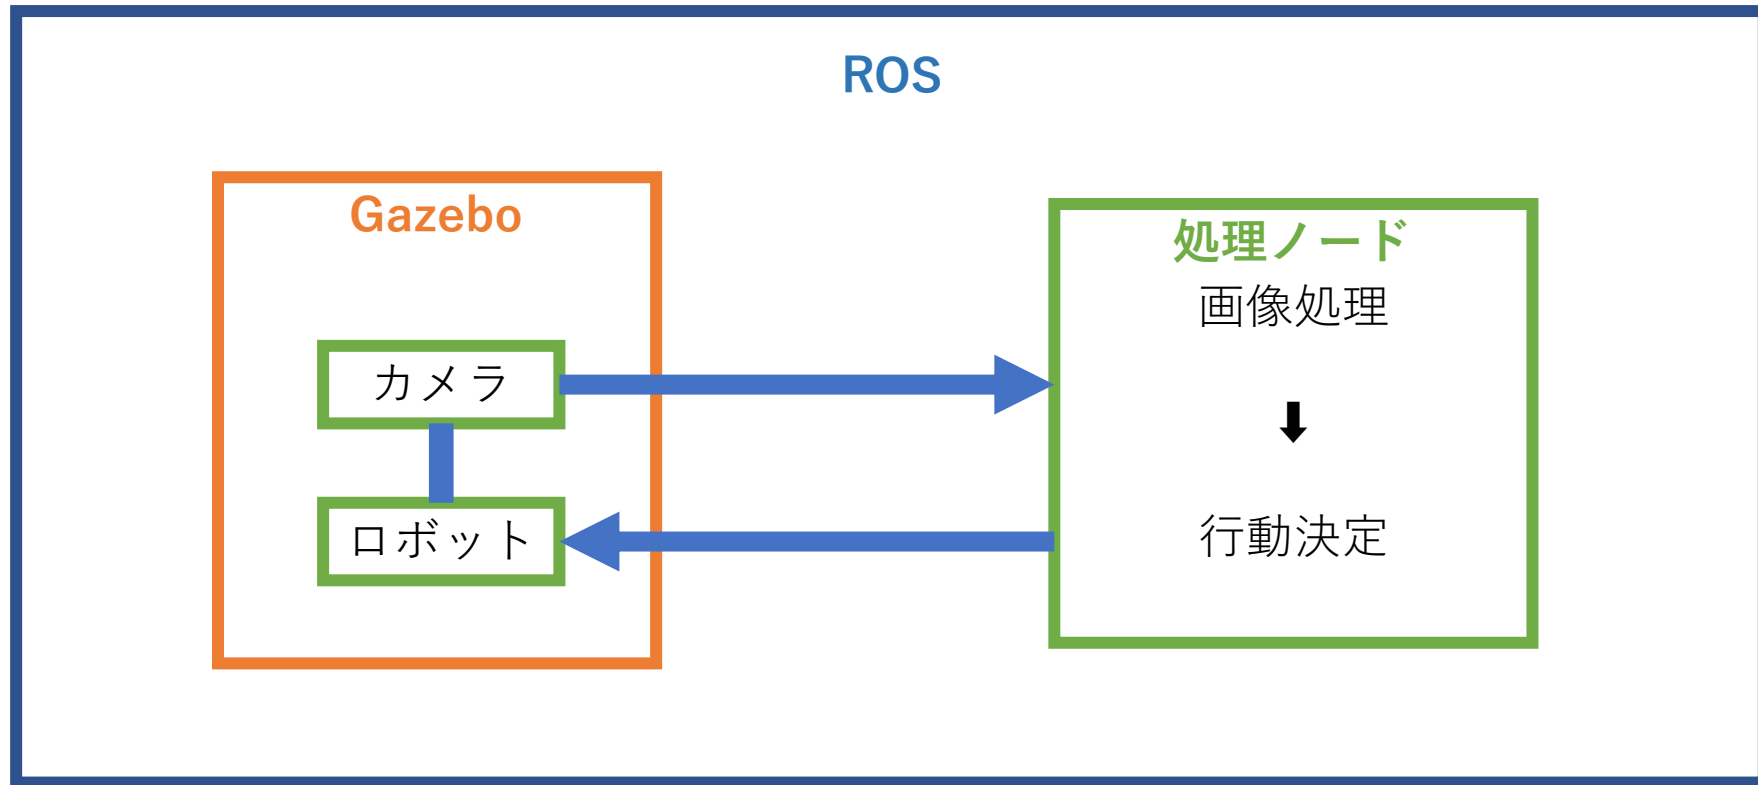 ROS
Gazebo
カメラ
ロボット
処理ノード
画像処理
行動決定